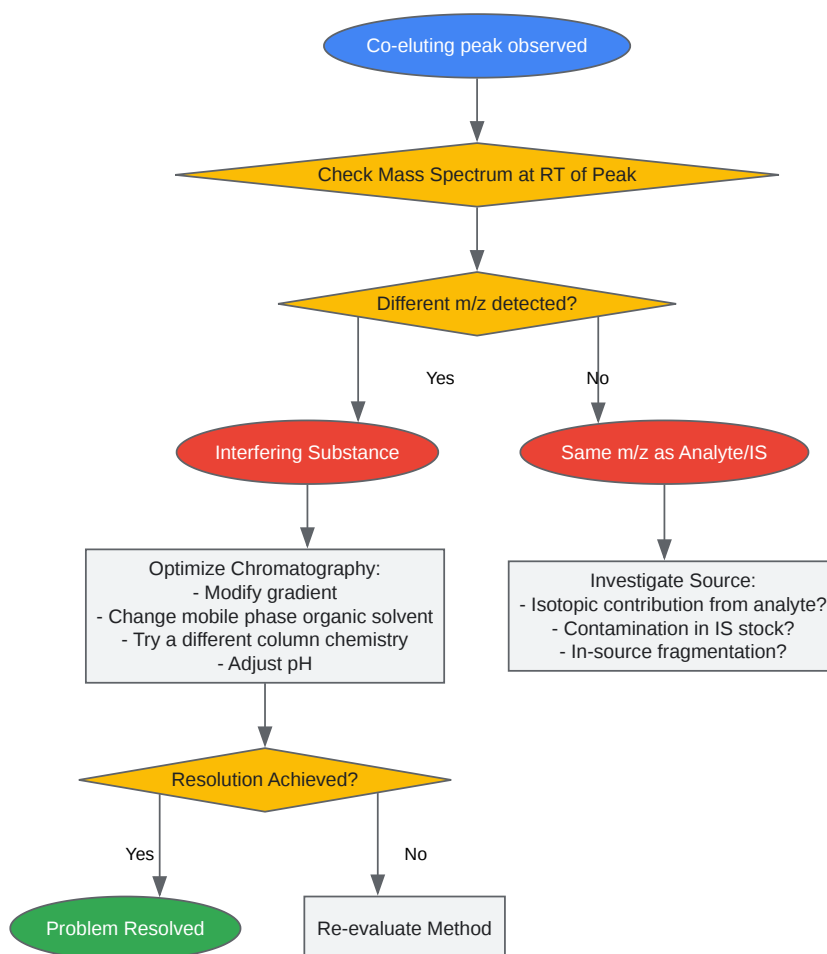 Co-eluting peak observed
Check Mass Spectrum at RT of Peak
Different m/z detected?
Yes
No
Interfering Substance
Same m/z as Analyte/IS
Optimize Chromatography:
- Modify gradient
- Change mobile phase organic solvent
- Try a different column chemistry
- Adjust pH
Investigate Source:
- Isotopic contribution from analyte?
- Contamination in IS stock?
- In-source fragmentation?
Resolution Achieved?
Yes
No
Problem Resolved
Re-evaluate Method